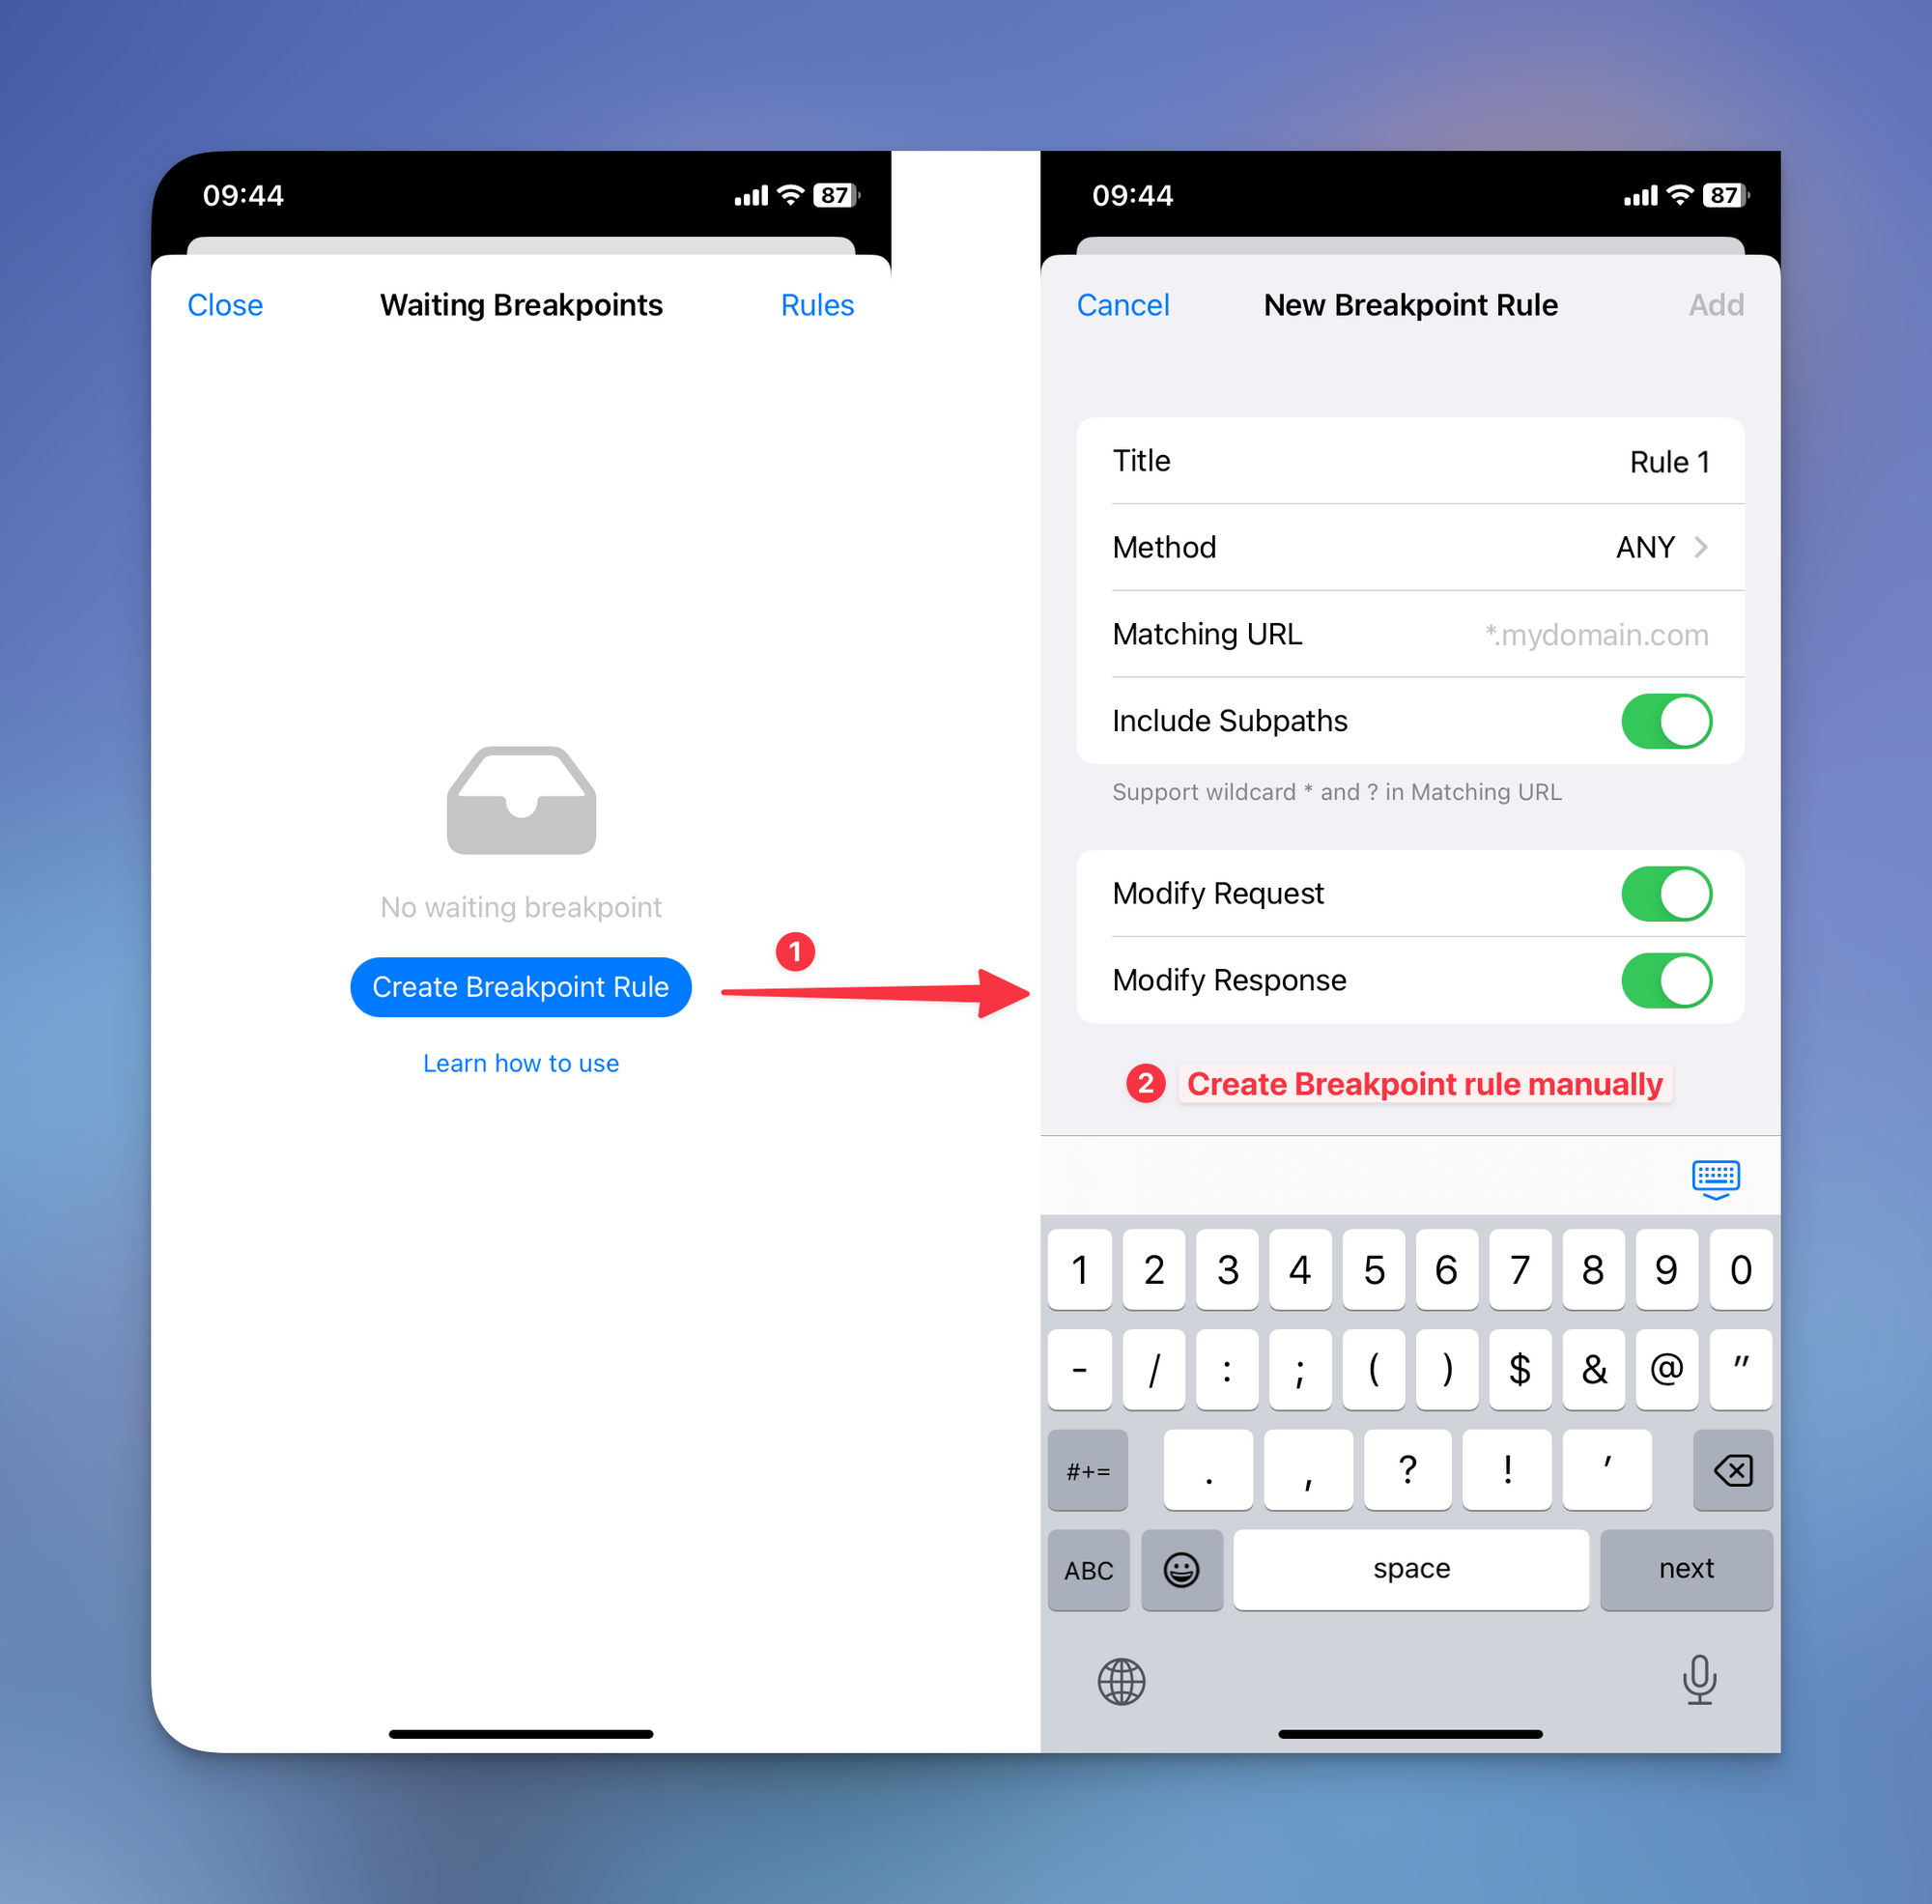 09:44
87
Close
Waiting Breakpoints
Rules
No waiting breakpoint
Create Breakpoint Rule
Learn how to use
1
09:44
87
Cancel
New Breakpoint Rule
Add
Title
Rule 1
Method
ANY
Matching URL
*.mydomain.com
Include Subpaths
Support wildcard * and ? in Matching URL
Modify Request
Modify Response
2 Create Breakpoint rule manually
1 2 3 4 5 6 7 8 9 0
- / : ; ( ) $ & @ "
#+= . , ? ! '
ABC space next